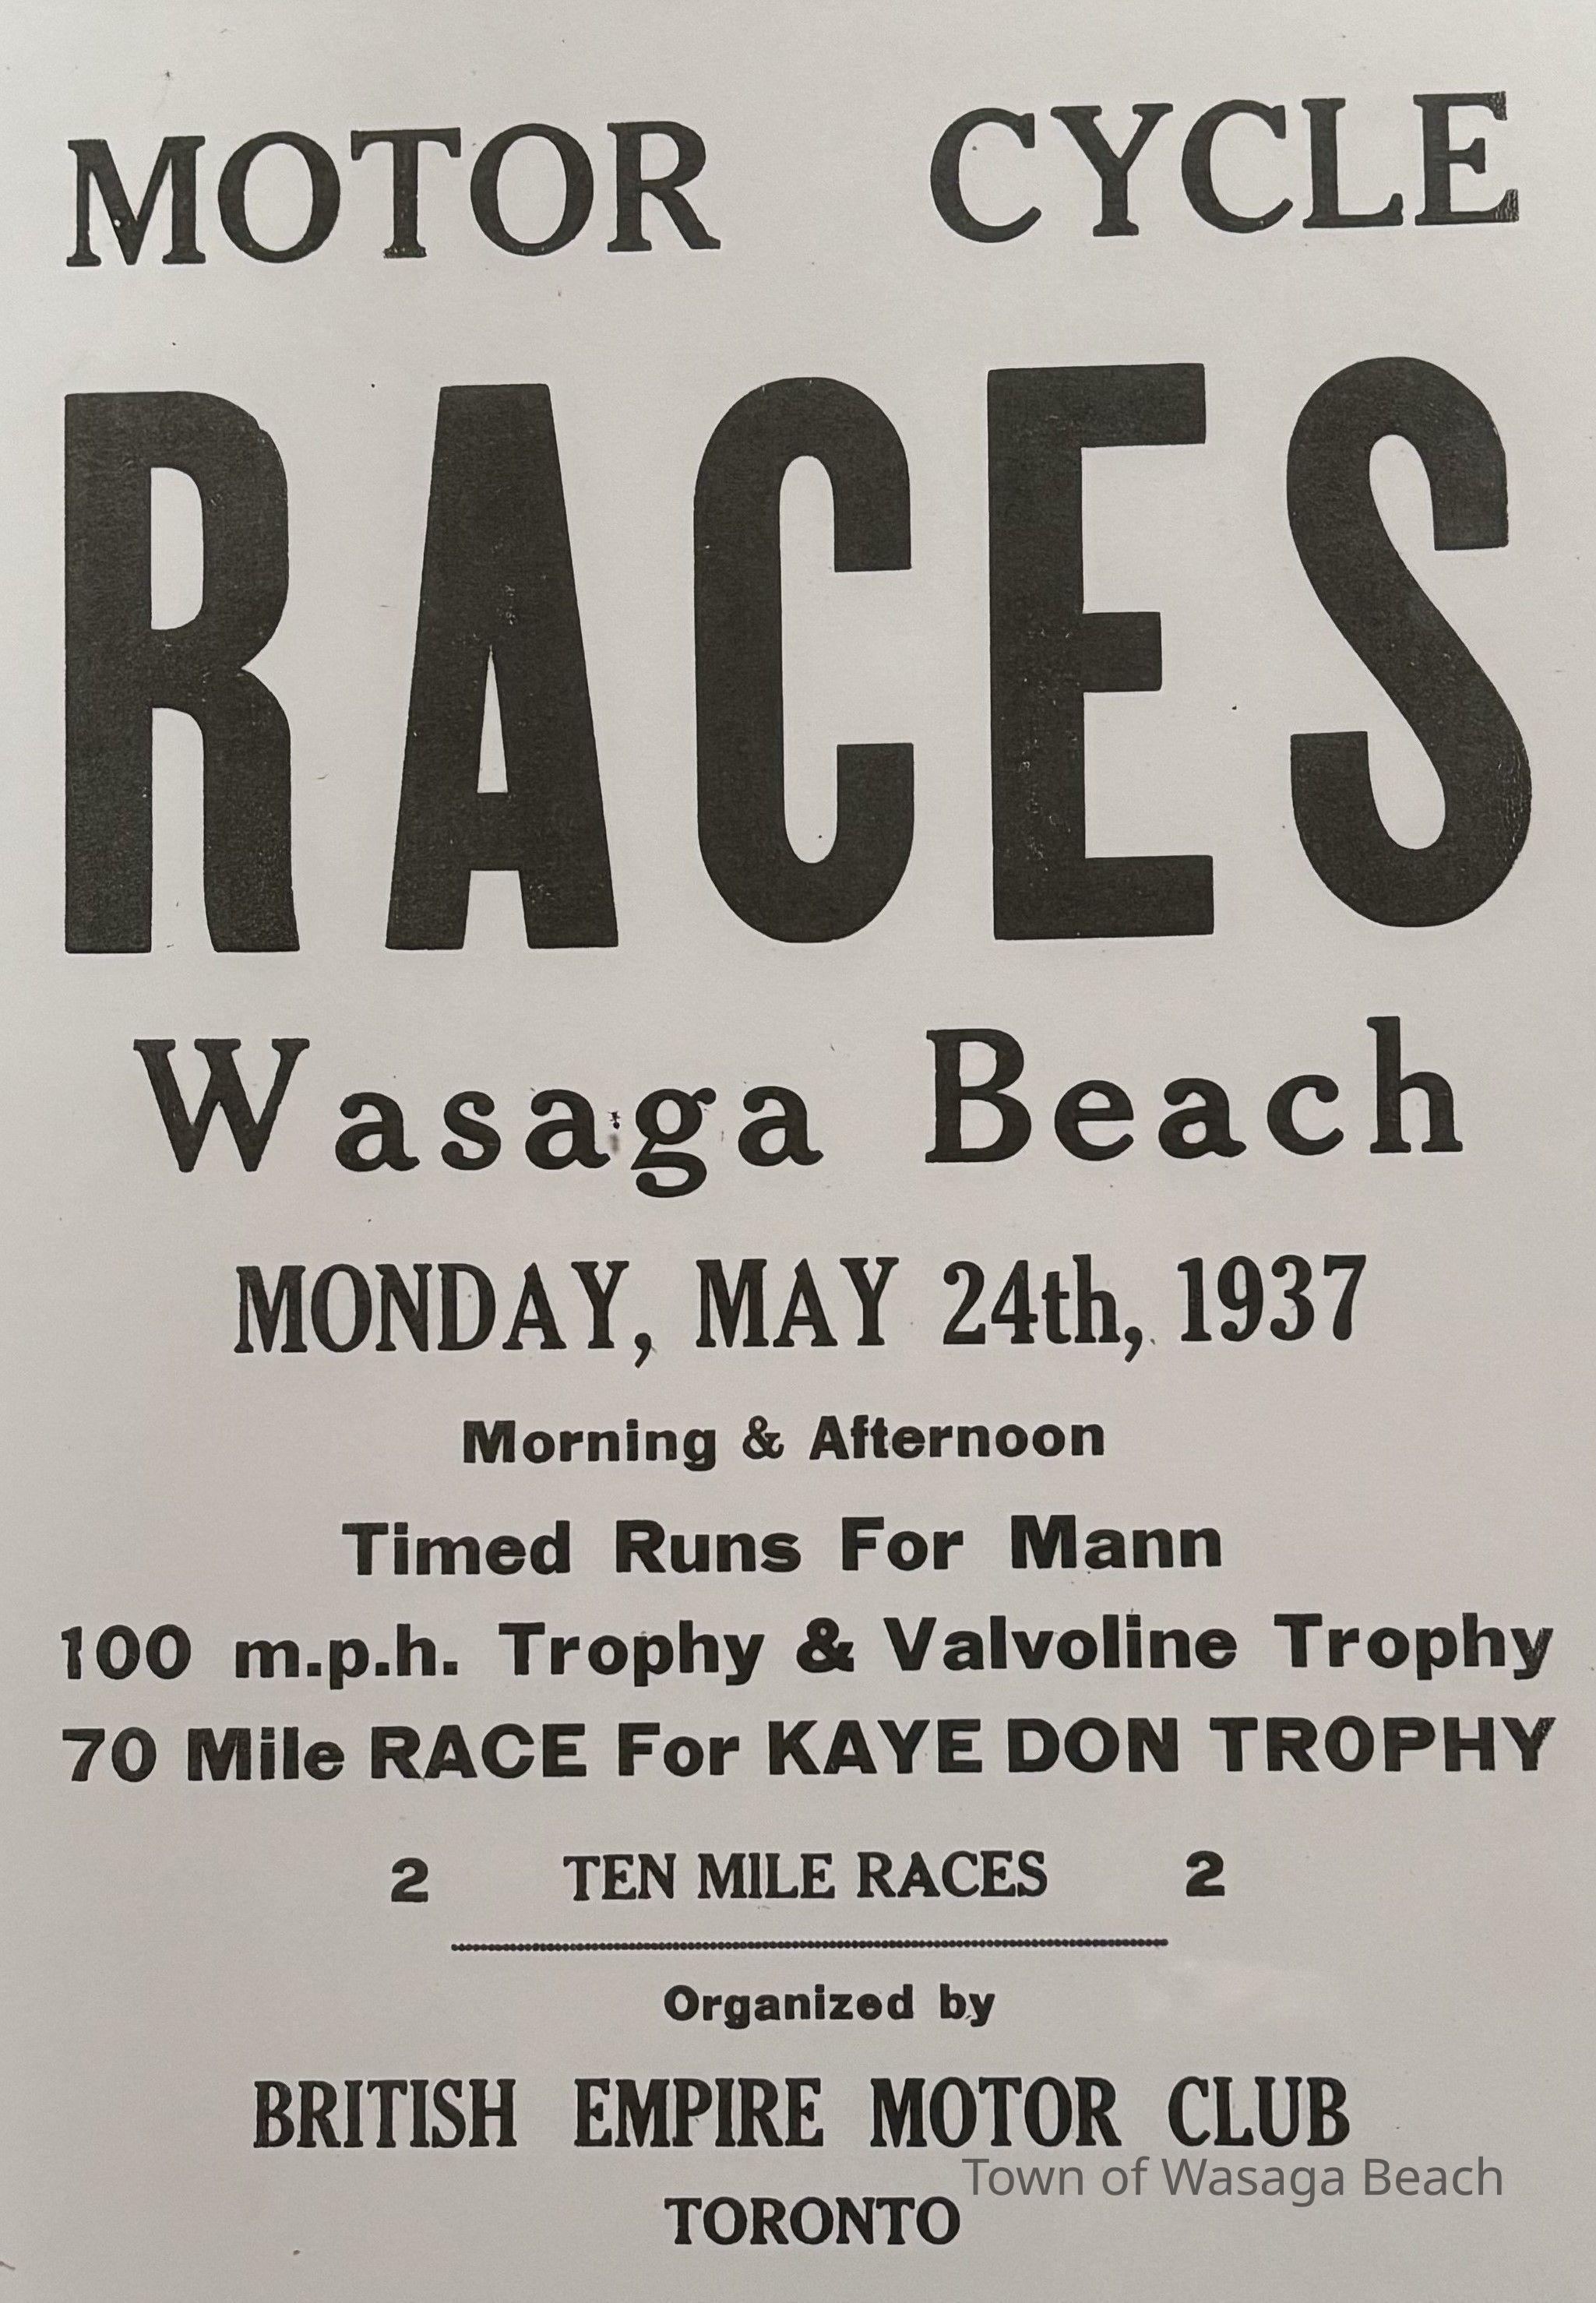 MOTOR CYCLE
RACES
Wasaga Beach
MONDAY, MAY 24th, 1937
Morning & Afternoon
Timed Runs For Mann
100 m.p.h. Trophy & Valvoline Trophy
70 Mile RACE For KAYE DON TROPHY
2 TEN MILE RACES 2
Organized by
BRITISH EMPIRE MOTOR CLUB
Town of Wasaga Beach
TORONTO